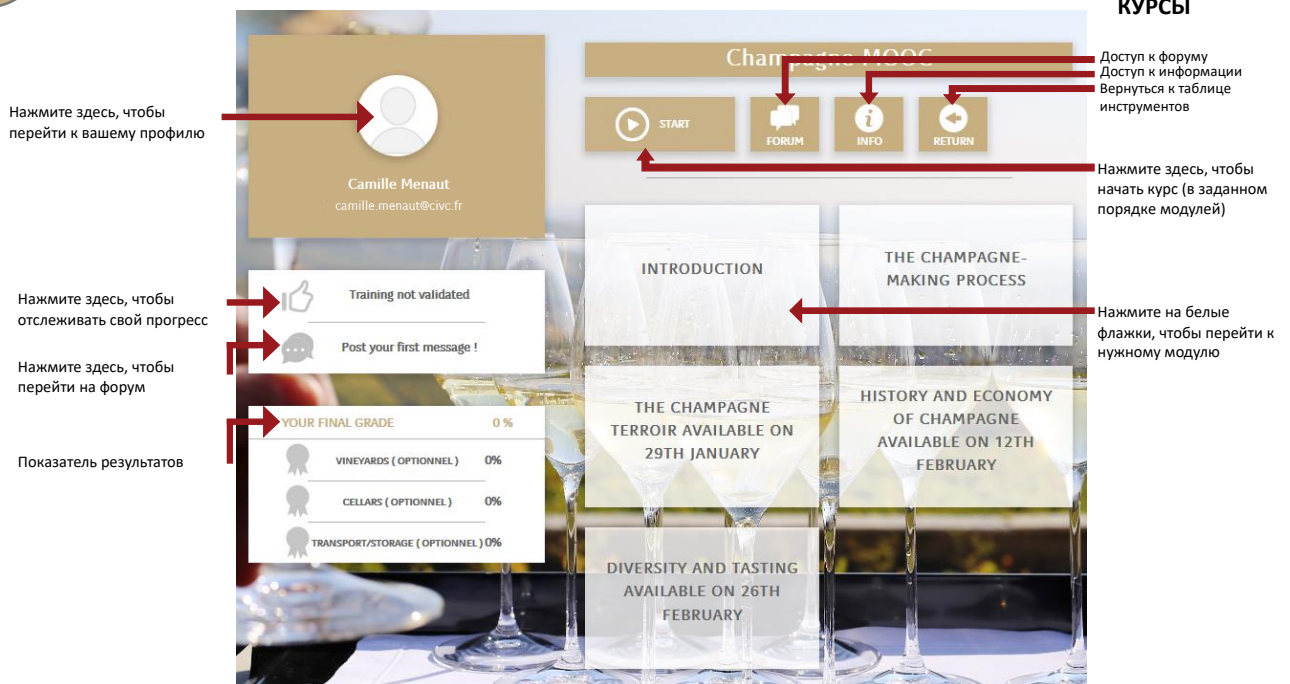 КУРСЫ
Нажмите здесь, чтобы
перейти к вашему профилю
Camille Menaut
camille.menaut@civc.fr
Нажмите здесь, чтобы
отслеживать свой прогресс
Training not validated
Нажмите здесь, чтобы
перейти на форум
Post your first message !
Показатель результатов
YOUR FINAL GRADE 0 %
VINEYARDS ( OPTIONNEL ) 0%
CELLARS ( OPTIONNEL ) 0%
TRANSPORT/STORAGE ( OPTIONNEL ) 0%
Champagne MOOC
START
FORUM
INFO
RETURN
Доступ к форуму
Доступ к информации
Вернуться к таблице
инструментов
Нажмите здесь, чтобы
начать курс (в заданном
порядке модулей)
INTRODUCTION
THE CHAMPAGNE-
MAKING PROCESS
Нажмите на белые
флажки, чтобы перейти к
нужному модулю
THE CHAMPAGNE
TERROIR AVAILABLE ON
29TH JANUARY
HISTORY AND ECONOMY
OF CHAMPAGNE
AVAILABLE ON 12TH
FEBRUARY
DIVERSITY AND TASTING
AVAILABLE ON 26TH
FEBRUARY